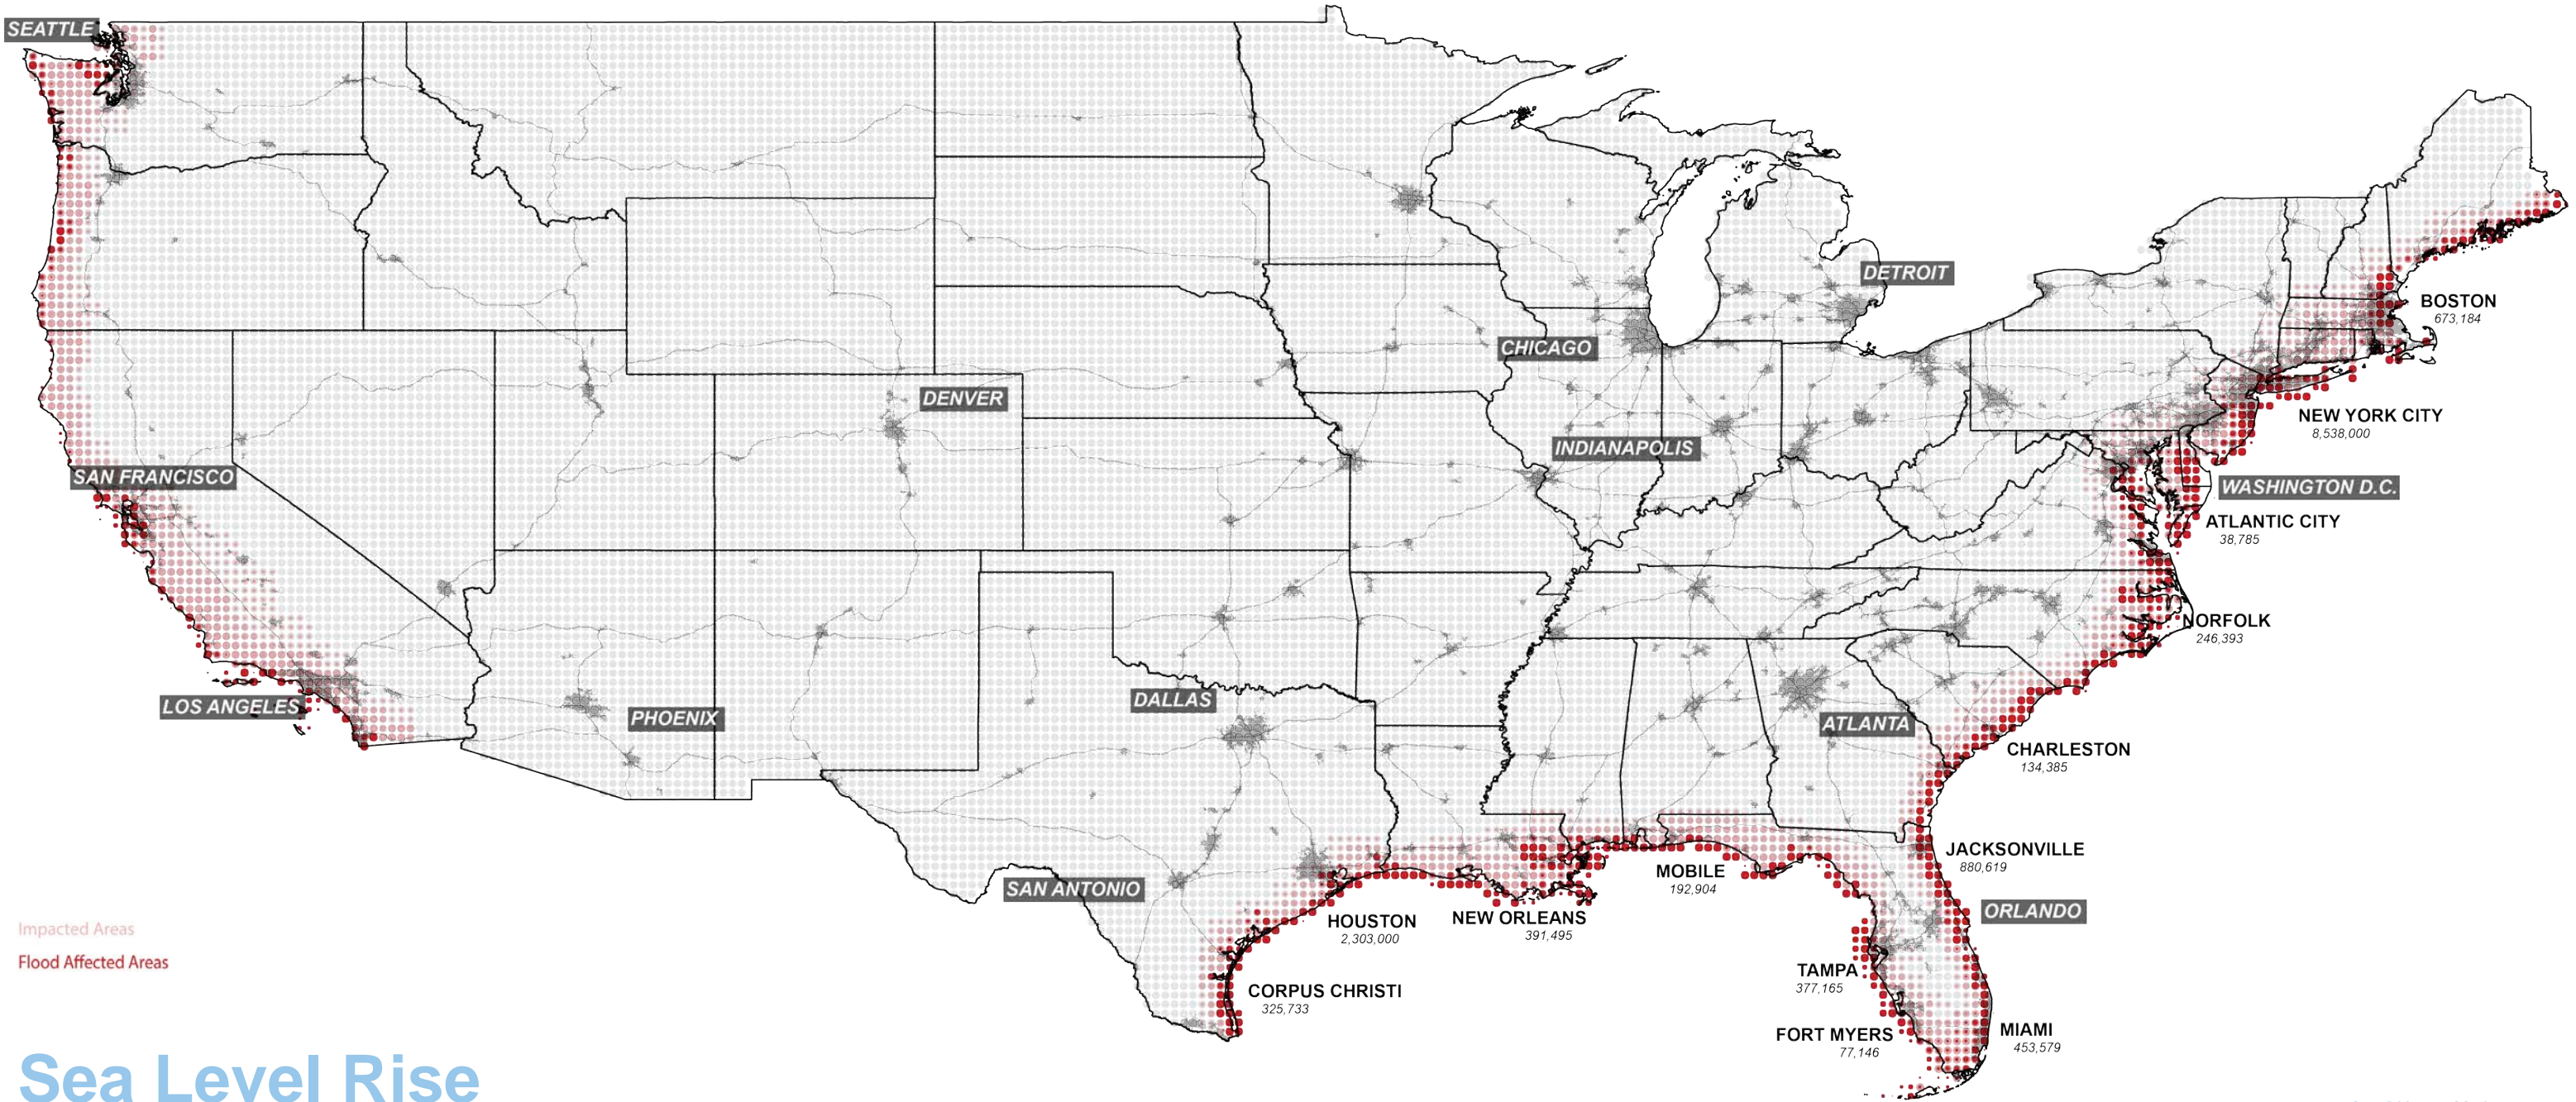 SEATTLE
DETROIT
BOSTON
673,184
CHICAGO
DENVER
NEW YORK CITY
8,538,000
INDIANAPOLIS
SAN FRANCISCO
WASHINGTON D.C.
ATLANTIC CITY
38,785
NORFOLK
246,393
DALLAS
LOS ANGELES
PHOENIX
ATLANTA
CHARLESTON
134,385
JACKSONVILLE
880,619
MOBILE
192,904
SAN ANTONIO
ORLANDO
HOUSTON
2,303,000
NEW ORLEANS
391,495
Impacted Areas
Flood Affected Areas
TAMPA
377,165
CORPUS CHRISTI
325,733
FORT MYERS
77,146
MIAMI
453,579
Sea Level Rise